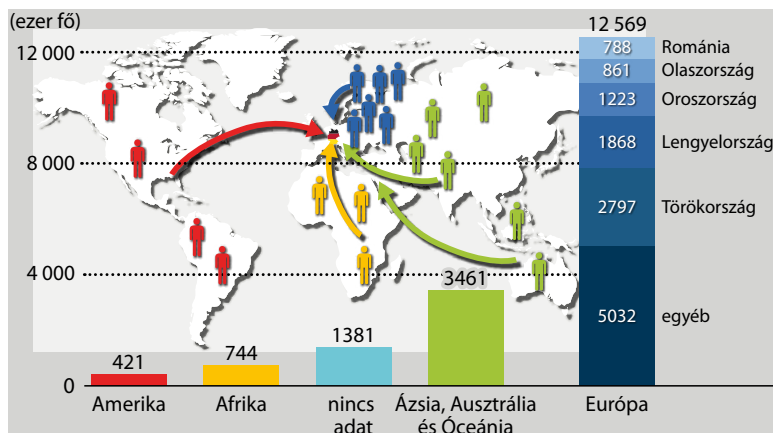 (ezer fő)
12 569
12 000
788 Románia
861 Olaszország
1223 Oroszország
1868 Lengyelország
8 000
2797 Törökország
4 000
3461
5032 egyéb
1381
744
421
0
Amerika
Afrika
nincs
adat
Ázsia, Ausztrália
és Óceánia
Európa